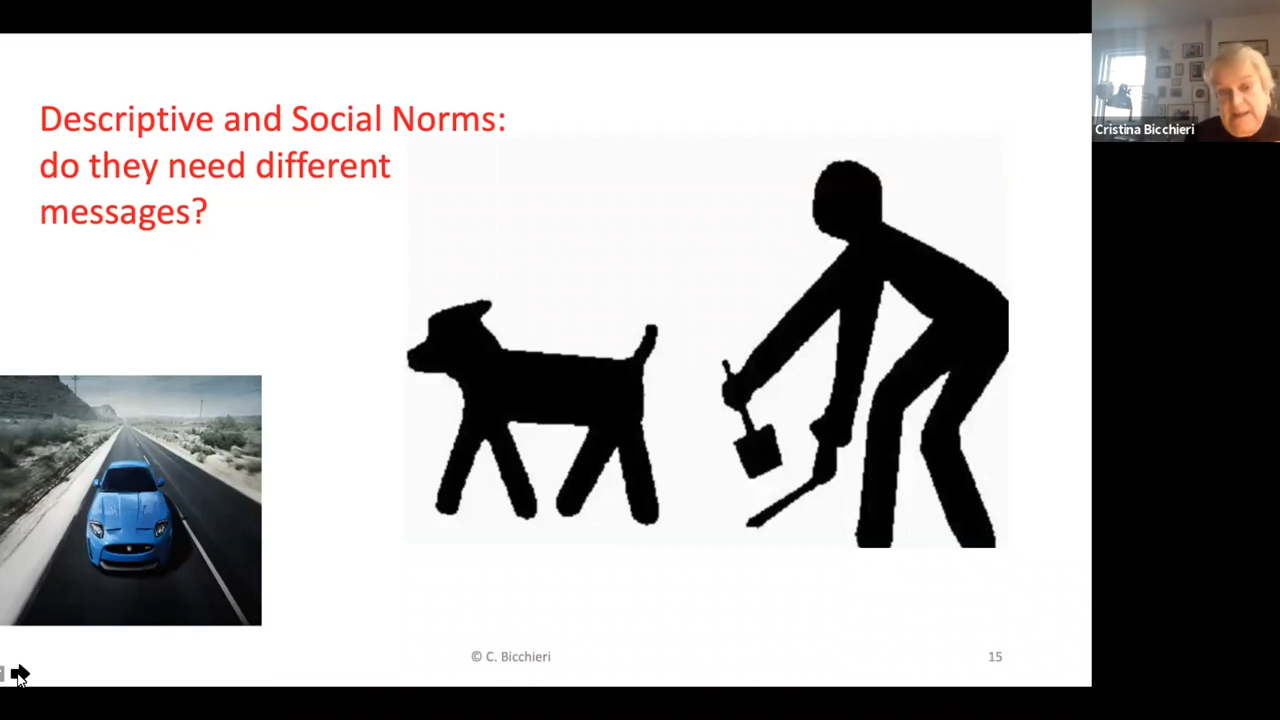 Descriptive and Social Norms:
do they need different
messages?
Cristina Bicchieri
© C. Bicchieri
15